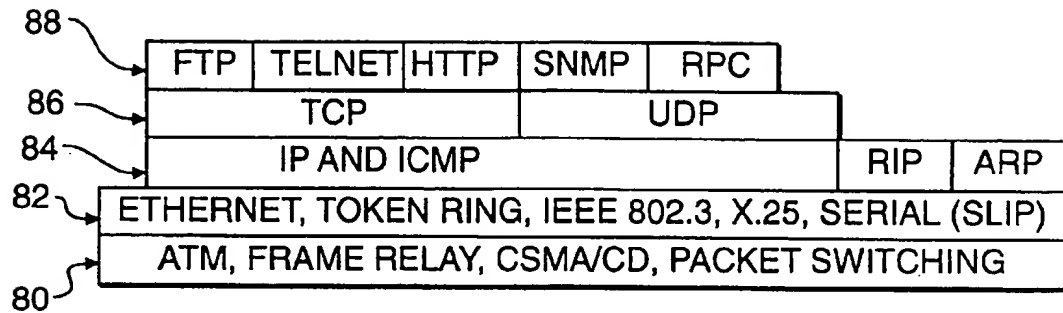 88 FTP TELNET HTTP SNMP RPC
86 TCP UDP
84 IP AND ICMP RIP ARP
82 ETHERNET, TOKEN RING, IEEE 802.3, X.25, SERIAL (SLIP)
80 ATM, FRAME RELAY, CSMA/CD, PACKET SWITCHING